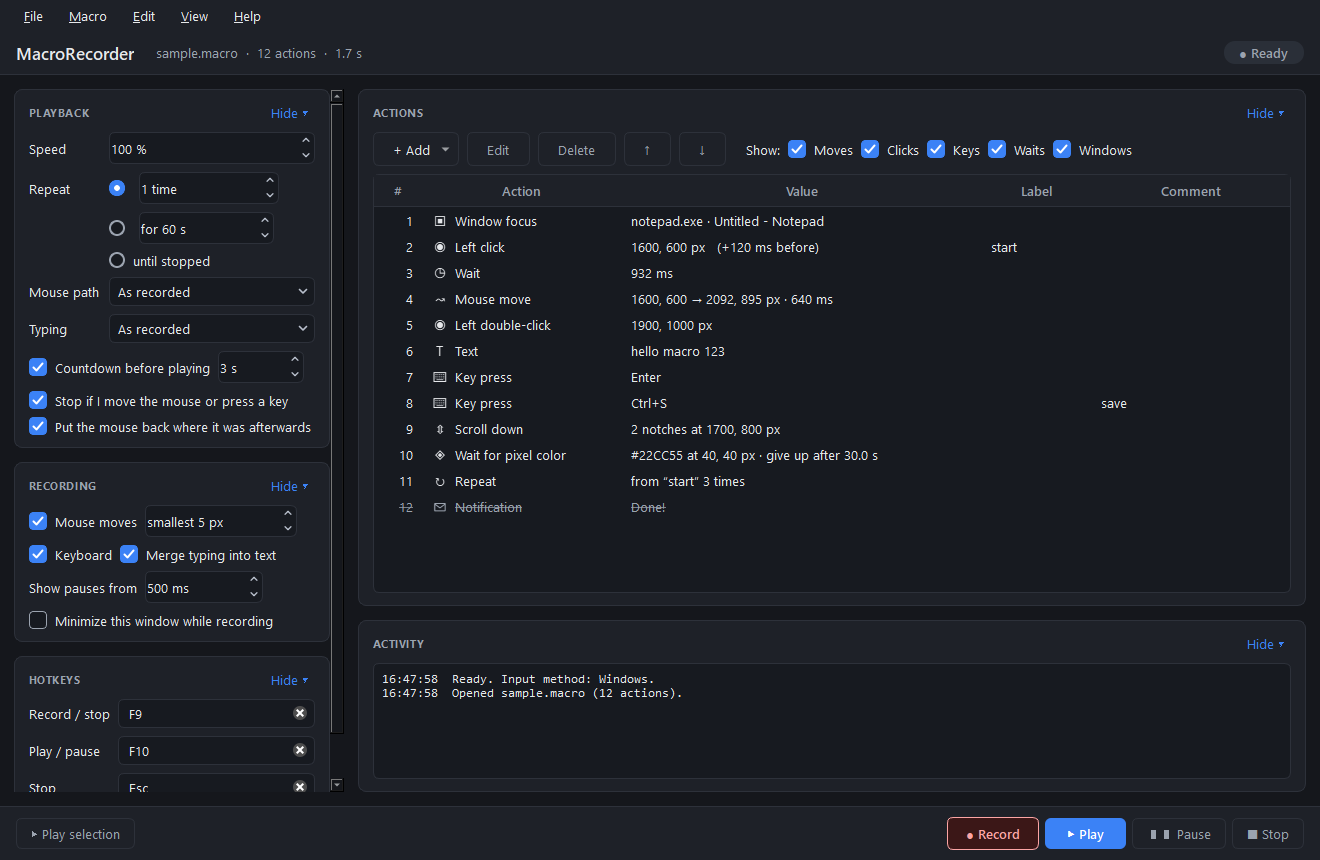 File Macro Edit View Help
MacroRecorder sample.macro · 12 actions · 1.7 s
● Ready
PLAYBACK Hide ▾
Speed 100 %
Repeat 1 time
for 60 s
until stopped
Mouse path As recorded
Typing As recorded
Countdown before playing 3 s
Stop if I move the mouse or press a key
Put the mouse back where it was afterwards
RECORDING Hide ▾
Mouse moves smallest 5 px
Keyboard Merge typing into text
Show pauses from 500 ms
Minimize this window while recording
HOTKEYS Hide ▾
Record / stop F9
Play / pause F10
Stop Esc
ACTIONS Hide ▾
+ Add Edit Delete ↑ ↓ Show: Moves Clicks Keys Waits Windows
# Action Value Label Comment
1 Window focus notepad.exe · Untitled - Notepad
2 Left click 1600, 600 px (+120 ms before) start
3 Wait 932 ms
4 Mouse move 1600, 600 → 2092, 895 px · 640 ms
5 Left double-click 1900, 1000 px
6 T Text hello macro 123
7 Key press Enter
8 Key press Ctrl+S save
9 Scroll down 2 notches at 1700, 800 px
10 Wait for pixel color #22CC55 at 40, 40 px · give up after 30.0 s
11 Repeat from “start” 3 times
12 Notification Done!
ACTIVITY Hide ▾
16:47:58 Ready. Input method: Windows.
16:47:58 Opened sample.macro (12 actions).
Play selection
● Record Play Pause Stop